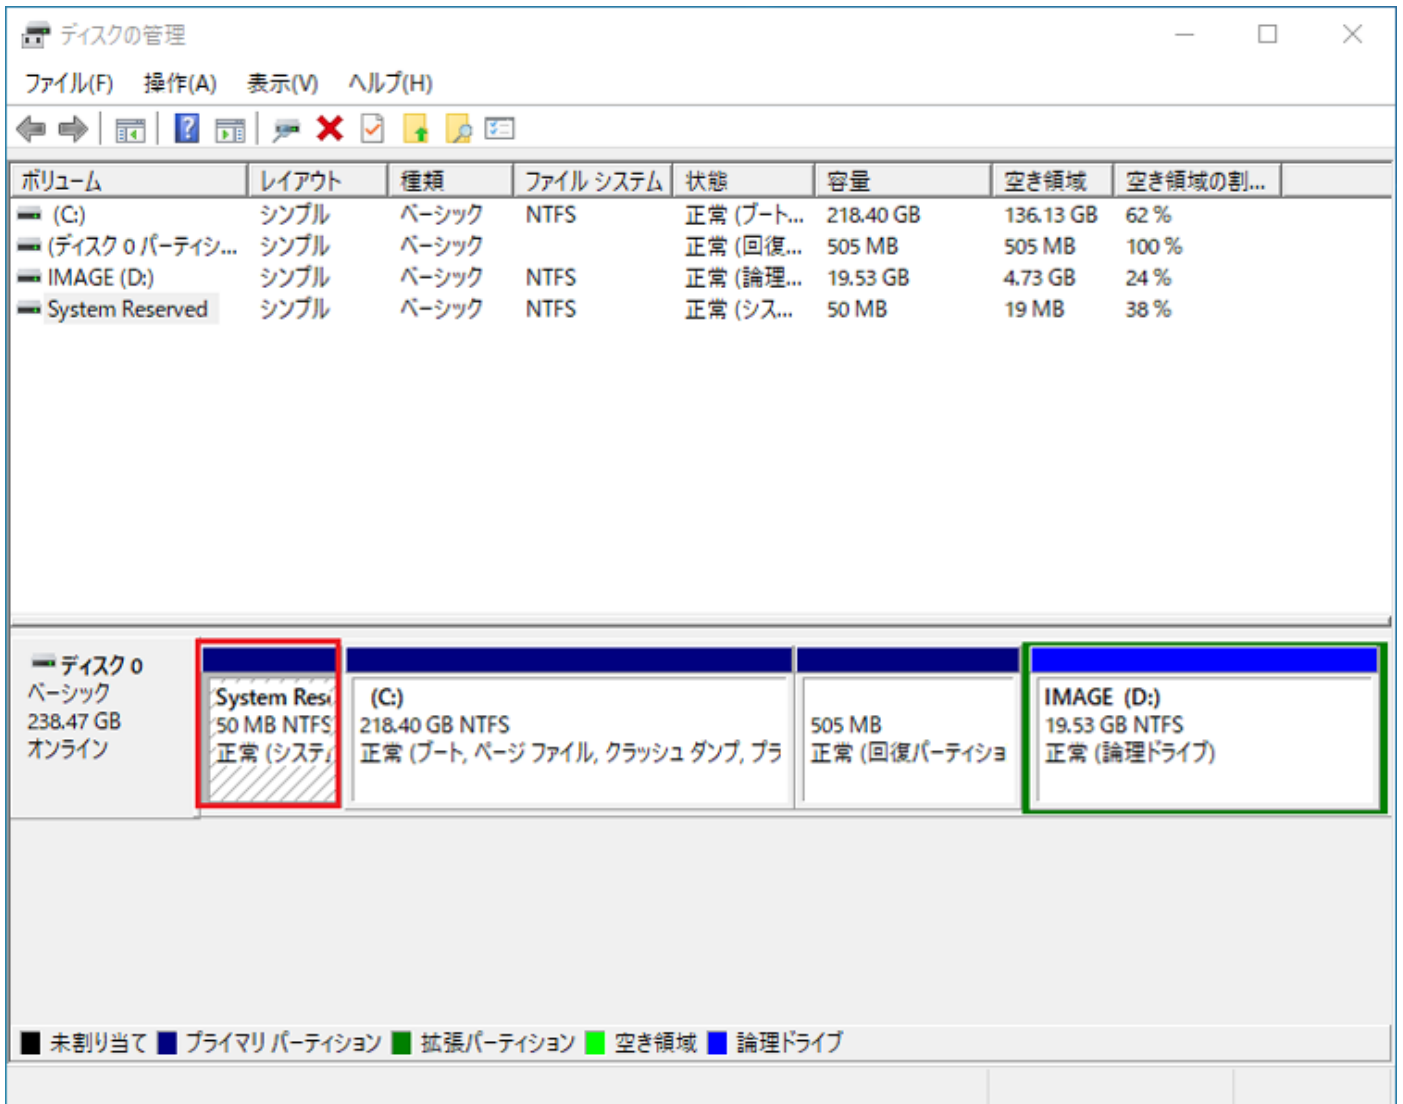 ディスクの管理
ファイル(F) 操作(A) 表示(V) ヘルプ(H)
ボリューム レイアウト 種類 ファイル システム 状態 容量 空き領域 空き領域の割...
(C:) シンプル ベーシック NTFS 正常 (ブート... 218.40 GB 136.13 GB 62 %
(ディスク 0 パーティシ... シンプル ベーシック 正常 (回復... 505 MB 505 MB 100 %
IMAGE (D:) シンプル ベーシック NTFS 正常 (論理... 19.53 GB 4.73 GB 24 %
System Reserved シンプル ベーシック NTFS 正常 (シス... 50 MB 19 MB 38 %
ディスク 0
ベーシック
238.47 GB
オンライン
System Rese
50 MB NTFS
正常 (システム
(C:)
218.40 GB NTFS
正常 (ブート, ページ ファイル, クラッシュ ダンプ, プラ
505 MB
正常 (回復パーティショ
IMAGE (D:)
19.53 GB NTFS
正常 (論理ドライブ)
未割り当て プライマリ パーティション 拡張パーティション 空き領域 論理ドライブ